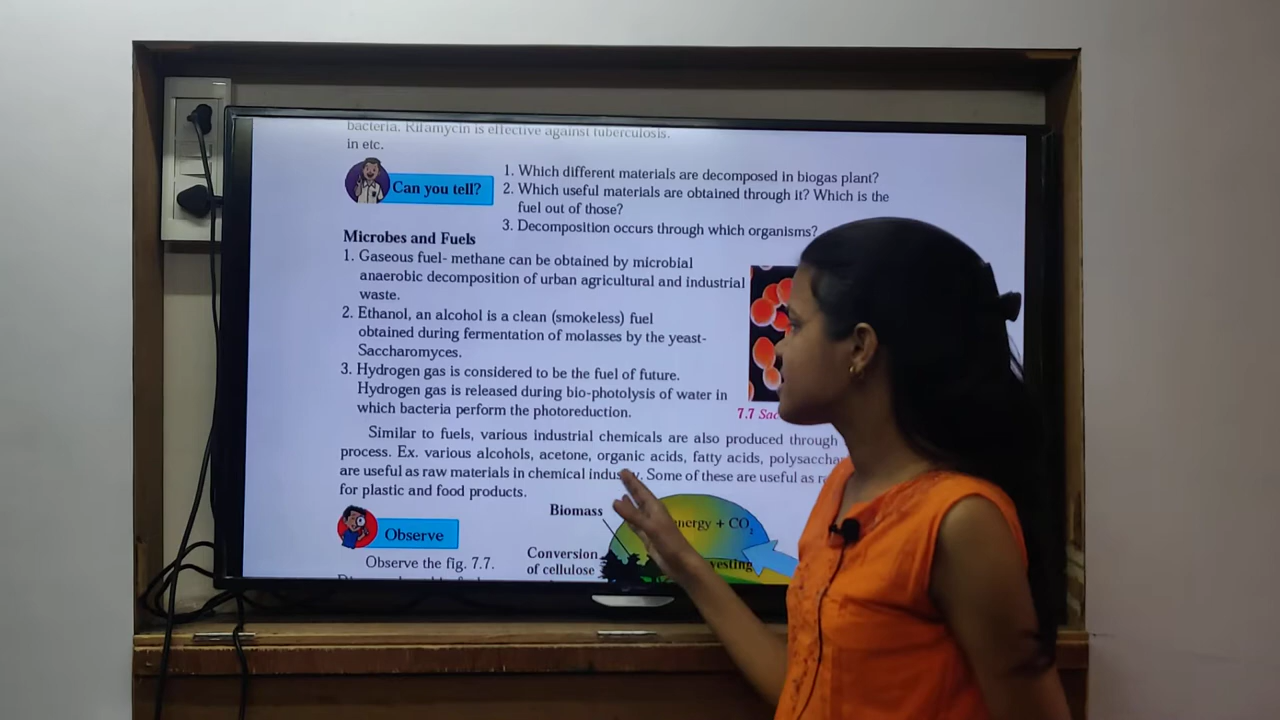 bacteria. Rifamycin is effective against tuberculosis.
in etc.
Can you tell?
1. Which different materials are decomposed in biogas plant?
2. Which useful materials are obtained through it? Which is the
fuel out of those?
3. Decomposition occurs through which organisms?
Microbes and Fuels
1. Gaseous fuel- methane can be obtained by microbial
anaerobic decomposition of urban agricultural and industrial
waste.
2. Ethanol, an alcohol is a clean (smokeless) fuel
obtained during fermentation of molasses by the yeast-
Saccharomyces.
3. Hydrogen gas is considered to be the fuel of future.
Hydrogen gas is released during bio-photolysis of water in
which bacteria perform the photoreduction.
7.7 Sac
Similar to fuels, various industrial chemicals are also produced through
process. Ex. various alcohols, acetone, organic acids, fatty acids, polysaccha
are useful as raw materials in chemical indus y. Some of these are useful as ra
for plastic and food products.
Observe
Observe the fig. 7.7.
Biomass
nergy + CO2
Conversion
of cellulose
vesting